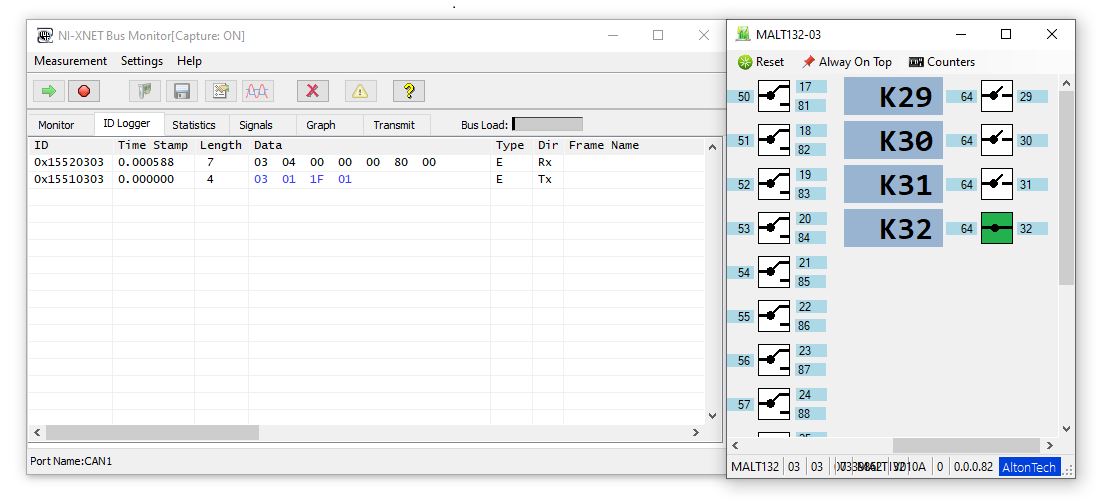 NI-XNET Bus Monitor[Capture: ON]
Measurement Settings Help
Monitor ID Logger Statistics Signals Graph Transmit Bus Load:
ID Time Stamp Length Data Type Dir Frame Name
0x15520303 0.000588 7 03 04 00 00 00 80 00 E Rx
0x15510303 0.000000 4 03 01 1F 01 E Tx
Port Name:CAN1
MALT132-03
Reset Alway On Top Counters
50 17 K29 64 29
81
51 18 K30 64 30
82
52 19 K31 64 31
83
53 20 K32 64 32
84
54 21
85
55 22
86
56 23
87
57 24
88
MALT132 03 03 0 0.0.0.82 AltonTech